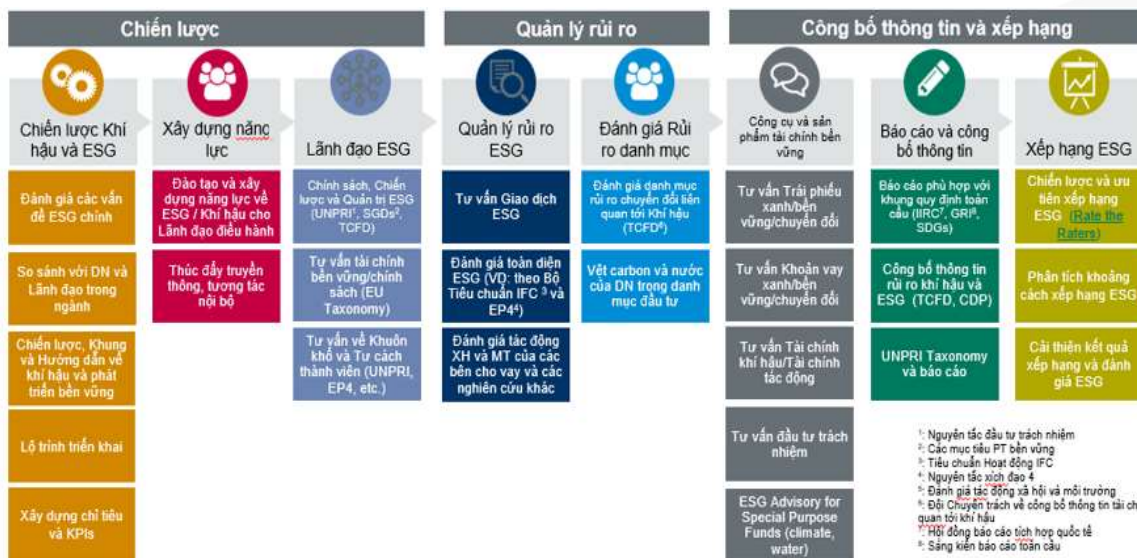 Chiến lược
Quản lý rủi ro
Công bố thông tin và xếp hạng
Chiến lược Khí
hậu và ESG
Đánh giá các vấn
đề ESG chính
So sánh với DN và
Lãnh đạo trong
ngành
Chiến lược, Khung
và Hướng dẫn về
khí hậu và phát
triển bền vững
Lộ trình triển khai
Xây dựng chỉ tiêu
và KPIs
Xây dựng năng
lực
Đào tạo và xây
dựng năng lực về
ESG / Khí hậu cho
Lãnh đạo điều hành
Thúc đẩy truyền
thông, tương tác
nội bộ
Lãnh đạo ESG
Chính sách, Chiến
lược và Quản trị ESG
(UNPRI¹, SGDs²,
TCFD)
Tư vấn tài chính
bền vững/chính
sách (EU
Taxonomy)
Tư vấn về Khuôn
khổ và Tư cách
thành viên (UNPRI,
EP4, etc.)
Quản lý rủi ro
ESG
Tư vấn Giao dịch
ESG
Đánh giá toàn diện
ESG (VD: theo Bộ
Tiêu chuẩn IFC ³ và
EP4⁴)
Đánh giá tác động
XH và MT của các
bên cho vay và các
nghiên cứu khác
Đánh giá Rủi
ro danh mục
Đánh giá danh mục
rủi ro chuyển đổi liên
quan tới Khí hậu
(TCFD⁶)
Vệt carbon và nước
của DN trong danh
mục đầu tư
Công cụ và sản
phẩm tài chính bền
vững
Tư vấn Trái phiếu
xanh/bền
vững/chuyển đổi
Tư vấn Khoản vay
xanh/bền
vững/chuyển đổi
Tư vấn Tài chính
khí hậu/Tài chính
tác động
Tư vấn đầu tư trách
nhiệm
ESG Advisory for
Special Purpose
Funds (climate,
water)
Báo cáo và công
bố thông tin
Báo cáo phù hợp với
khung quy định toàn
cầu (IIRC⁷, GRI⁸,
SDGs)
Công bố thông tin
rủi ro khí hậu và
ESG (TCFD, CDP)
UNPRI Taxonomy
và báo cáo
Xếp hạng ESG
Chiến lược và ưu
tiên xếp hạng
ESG (Rate the
Raters)
Phân tích khoảng
cách xếp hạng ESG
Cải thiện kết quả
xếp hạng và đánh
giá ESG
¹: Nguyên tắc đầu tư trách nhiệm
²: Các mục tiêu PT bền vững
³: Tiêu chuẩn Hoạt động IFC
⁴: Nguyên tắc xích đạo 4
⁵: Đánh giá tác động xã hội và môi trường
⁶: Đội Chuyên trách về công bố thông tin tài ch
quan tới khí hậu
⁷: Hội đồng báo cáo tích hợp quốc tế
⁸: Sáng kiến báo cáo toàn cầu